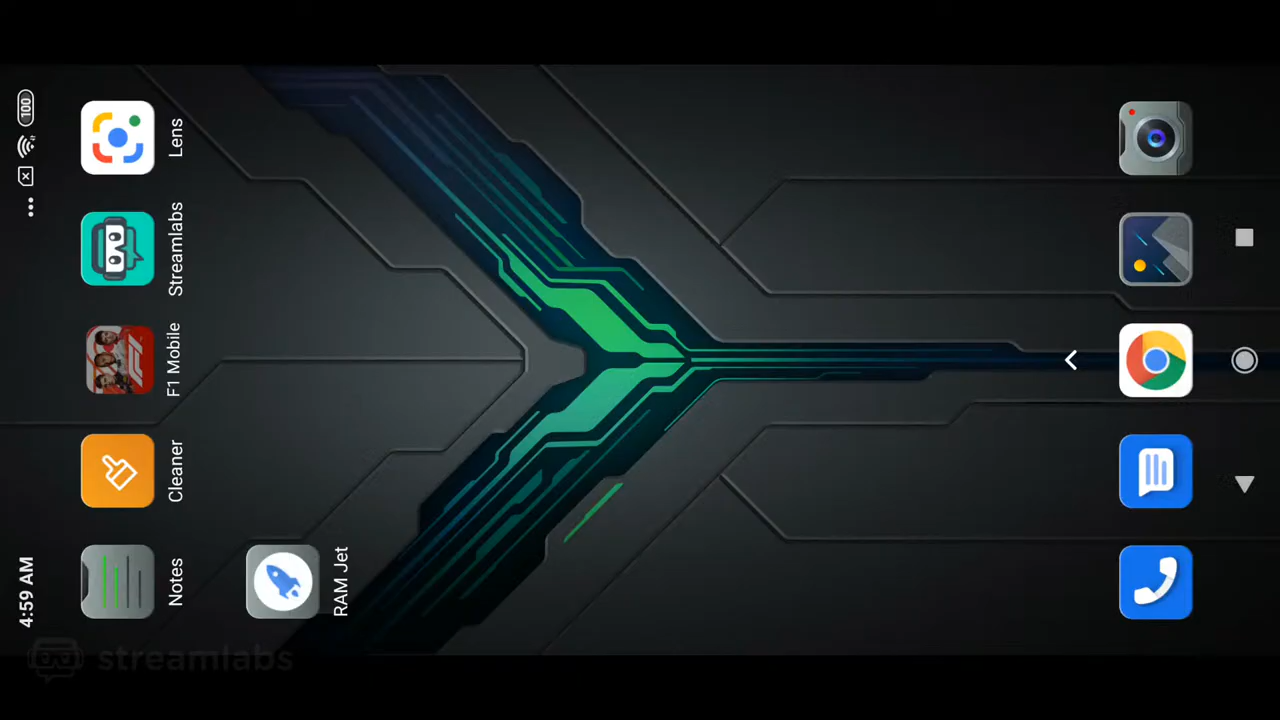 4:59 AM
100
Notes
Cleaner
F1 Mobile
Streamlabs
Lens
RAM Jet
streamlabs